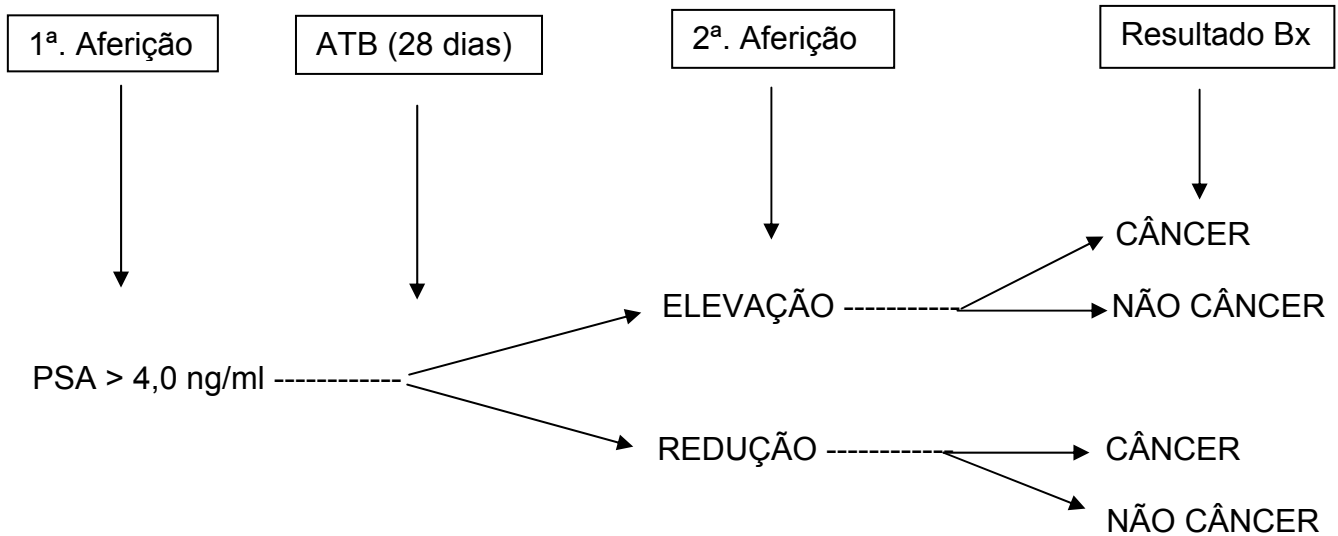 1ª. Aferição
ATB (28 dias)
2ª. Aferição
Resultado Bx
CÂNCER
ELEVAÇÃO -----------
NÃO CÂNCER
PSA > 4,0 ng/ml ------------
REDUÇÃO ------------
CÂNCER
NÃO CÂNCER